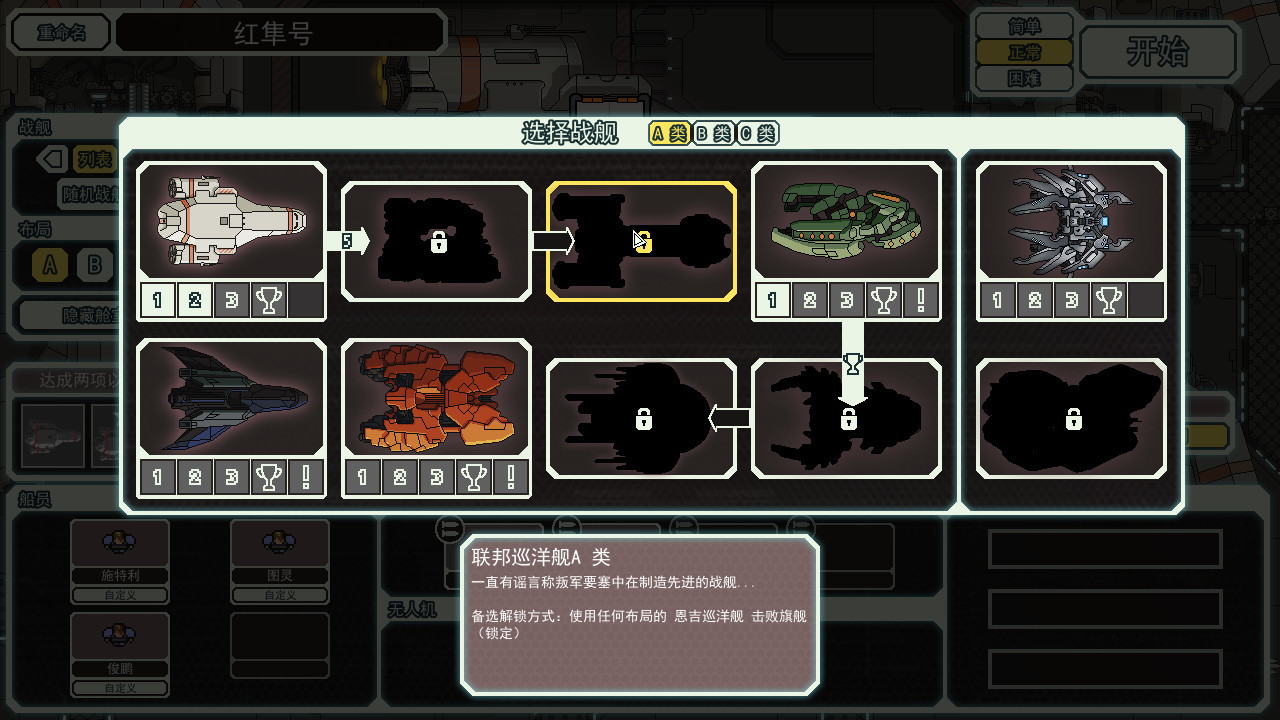 重命名
红隼号
简单
正常
困难
开始
选择战舰
A 类
B 类
C 类
战舰
列表
随机战舰
布局
A
B
隐藏舱室
达成两项以
5
1 2 3
1 2 3 !
1 2 3
1 2 3 !
1 2 3 !
船员
施特利
自定义
图灵
自定义
俊鹏
自定义
无人机
联邦巡洋舰A 类
一直有谣言称叛军要塞中在制造先进的战舰...
备选解锁方式: 使用任何布局的 恩吉巡洋舰 击败旗舰
(锁定)